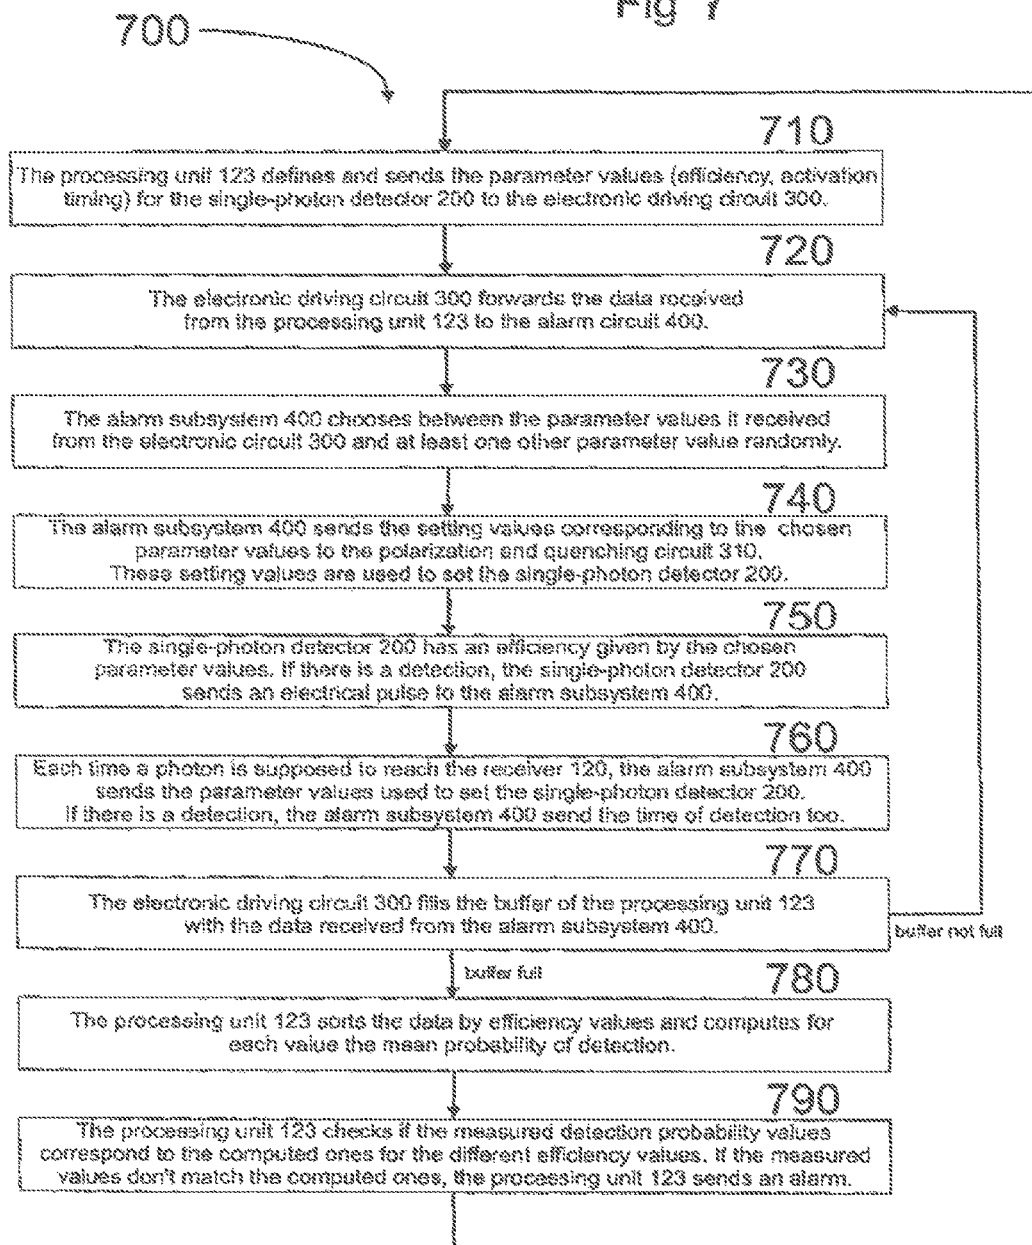 Fig 7
700
710
The processing unit 123 defines and sends the parameter values (efficiency, activation
timing) for the single-photon detector 200 to the electronic driving circuit 300.
720
The electronic driving circuit 300 forwards the data received
from the processing unit 123 to the alarm circuit 400.
730
The alarm subsystem 400 chooses between the parameter values it received
from the electronic circuit 300 and at least one other parameter value randomly.
740
The alarm subsystem 400 sends the setting values corresponding to the chosen
parameter values to the polarization and quenching circuit 310.
These setting values are used to set the single-photon detector 200.
750
The single-photon detector 200 has an efficiency given by the chosen
parameter values. If there is a detection, the single-photon detector 200
sends an electrical pulse to the alarm subsystem 400.
760
Each time a photon is supposed to reach the receiver 120, the alarm subsystem 400
sends the parameter values used to set the single-photon detector 200.
If there is a detection, the alarm subsystem 400 send the time of detection too.
770
The electronic driving circuit 300 fills the buffer of the processing unit 123
with the data received from the alarm subsystem 400.
buffer not full
buffer full
780
The processing unit 123 sorts the data by efficiency values and computes for
each value the mean probability of detection.
790
The processing unit 123 checks if the measured detection probability values
correspond to the computed ones for the different efficiency values. If the measured
values don't match the computed ones, the processing unit 123 sends an alarm.